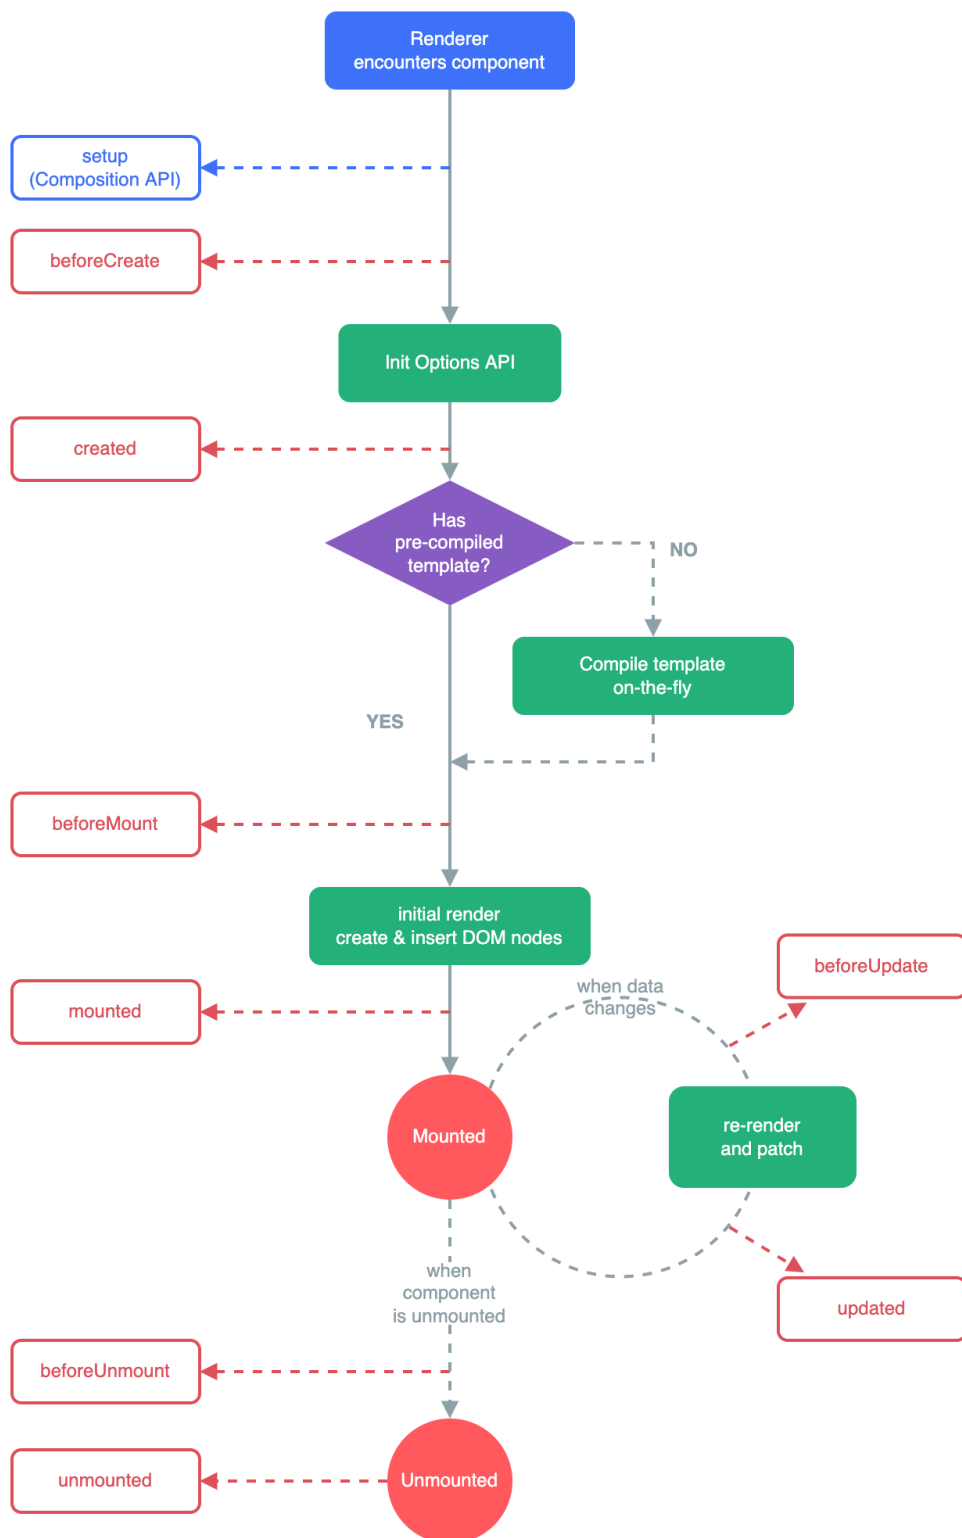 Renderer
encounters component
setup
(Composition API)
beforeCreate
Init Options API
created
Has
pre-compiled
template?
NO
Compile template
on-the-fly
YES
beforeMount
initial render
create & insert DOM nodes
beforeUpdate
when data
changes
mounted
Mounted
re-render
and patch
when
component
is unmounted
updated
beforeUnmount
unmounted
Unmounted